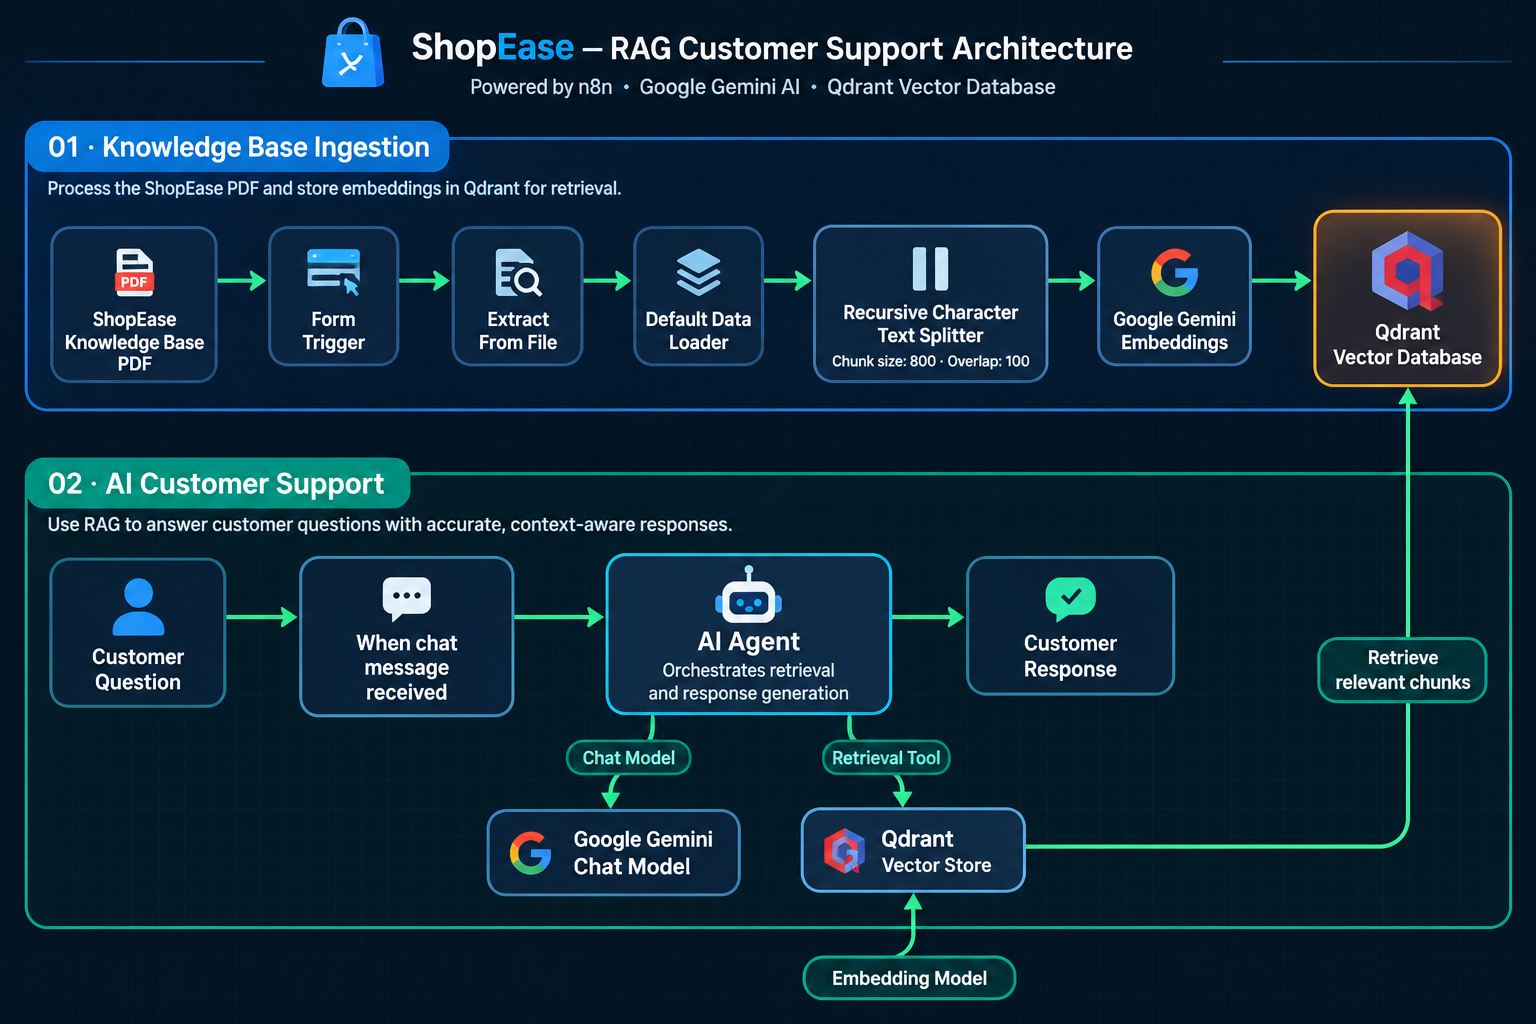 ShopEase – RAG Customer Support Architecture
Powered by n8n • Google Gemini AI • Qdrant Vector Database
01 · Knowledge Base Ingestion
Process the ShopEase PDF and store embeddings in Qdrant for retrieval.
PDF
ShopEase
Knowledge Base
PDF
Form
Trigger
Extract
From File
Default Data
Loader
Recursive Character
Text Splitter
Chunk size: 800 · Overlap: 100
Google Gemini
Embeddings
Qdrant
Vector Database
02 · AI Customer Support
Use RAG to answer customer questions with accurate, context-aware responses.
Customer
Question
When chat
message
received
AI Agent
Orchestrates retrieval
and response generation
Customer
Response
Retrieve
relevant chunks
Chat Model
Retrieval Tool
Google Gemini
Chat Model
Qdrant
Vector Store
Embedding Model